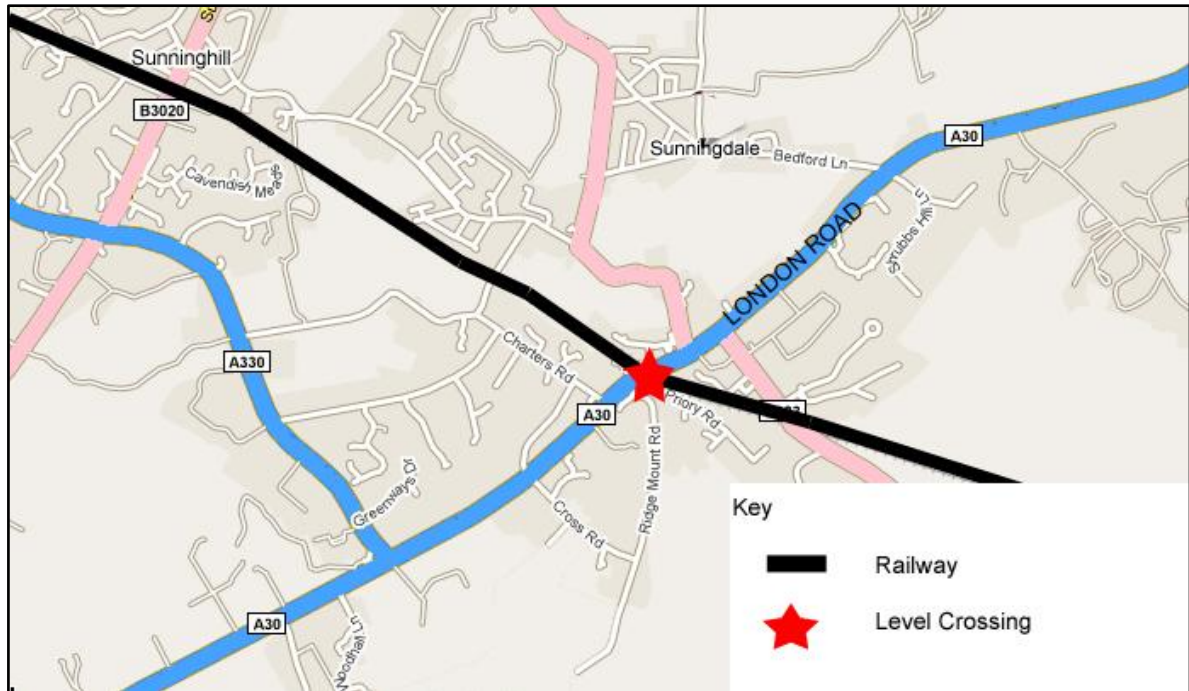 Sunninghill
B3020
Cavendish Meads
Sunningdale
Bedford Ln
A30
Shrubbs Hill Ln
LONDON ROAD
A330
Charters Rd
A30
Priory Rd
Ridge Mount Rd
Greenways Dr
Cross Rd
A30
Woodhall Ln
Key
Railway
Level Crossing